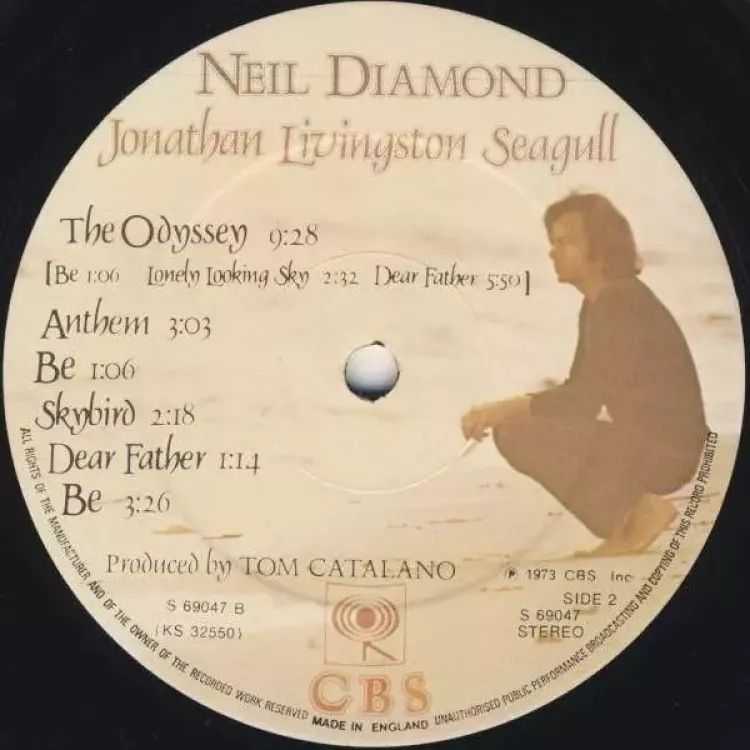 NEIL DIAMOND
Jonathan Livingston Seagull
The Odyssey 9:28
[Be 1:06 Lonely Looking Sky 2:32 Dear Father 5:50]
Anthem 3:03
Be 1:06
Skybird 2:18
Dear Father 1:14
Be 3:26
Produced by TOM CATALANO
℗ 1973 CBS Inc
S 69047 B
(KS 32550)
SIDE 2
S 69047
STEREO
CBS
ALL RIGHTS OF THE MANUFACTURER AND OF THE OWNER OF THE RECORDED WORK RESERVED
MADE IN ENGLAND
UNAUTHORISED PUBLIC PERFORMANCE BROADCASTING AND COPYING OF THIS RECORD PROHIBITED